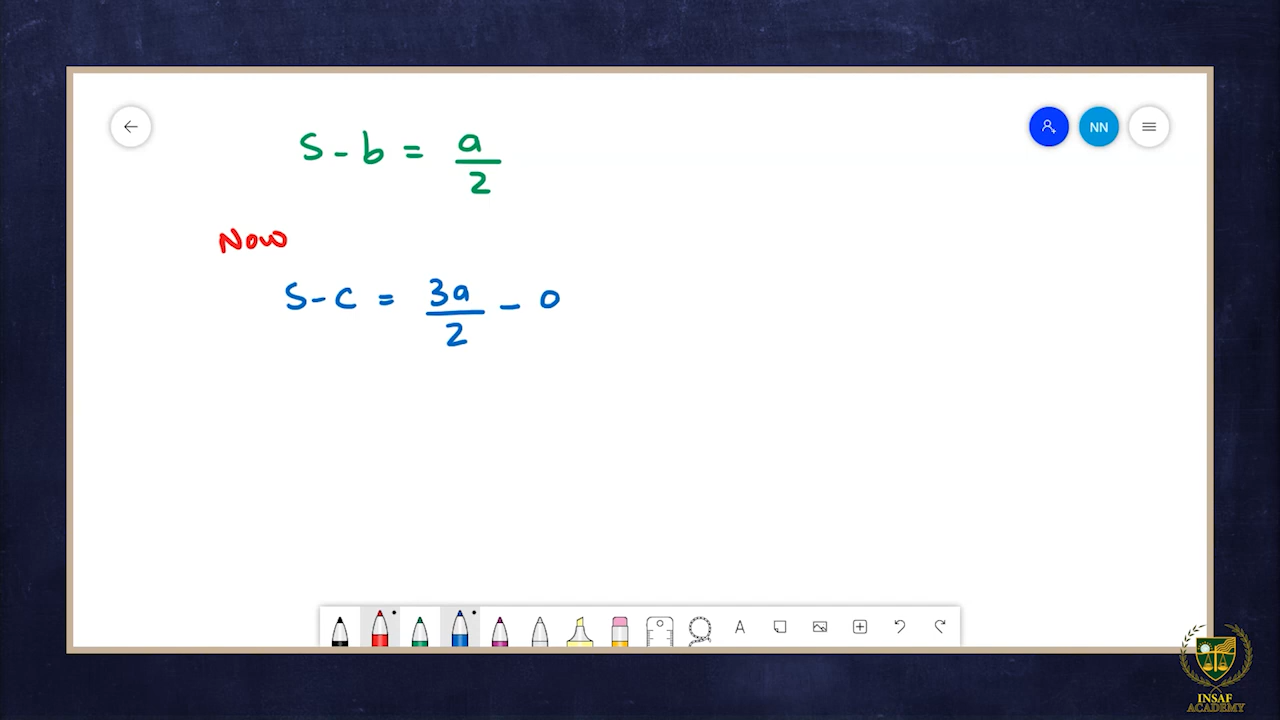 NN
S - b = a/2
Now
S - c = 3a/2 - 0
A
INSAF
ACADEMY